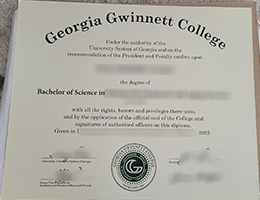 Georgia Gwinnett College
Under the authority of the
University System of Georgia and on the
recommendation of the President and Faculty confers upon
the degree of
Bachelor of Science in
with all the rights, honors and privileges there unto,
and by the application of the official seal of the College and
signatures of authorized officers on this diploma.
Given in 2022.